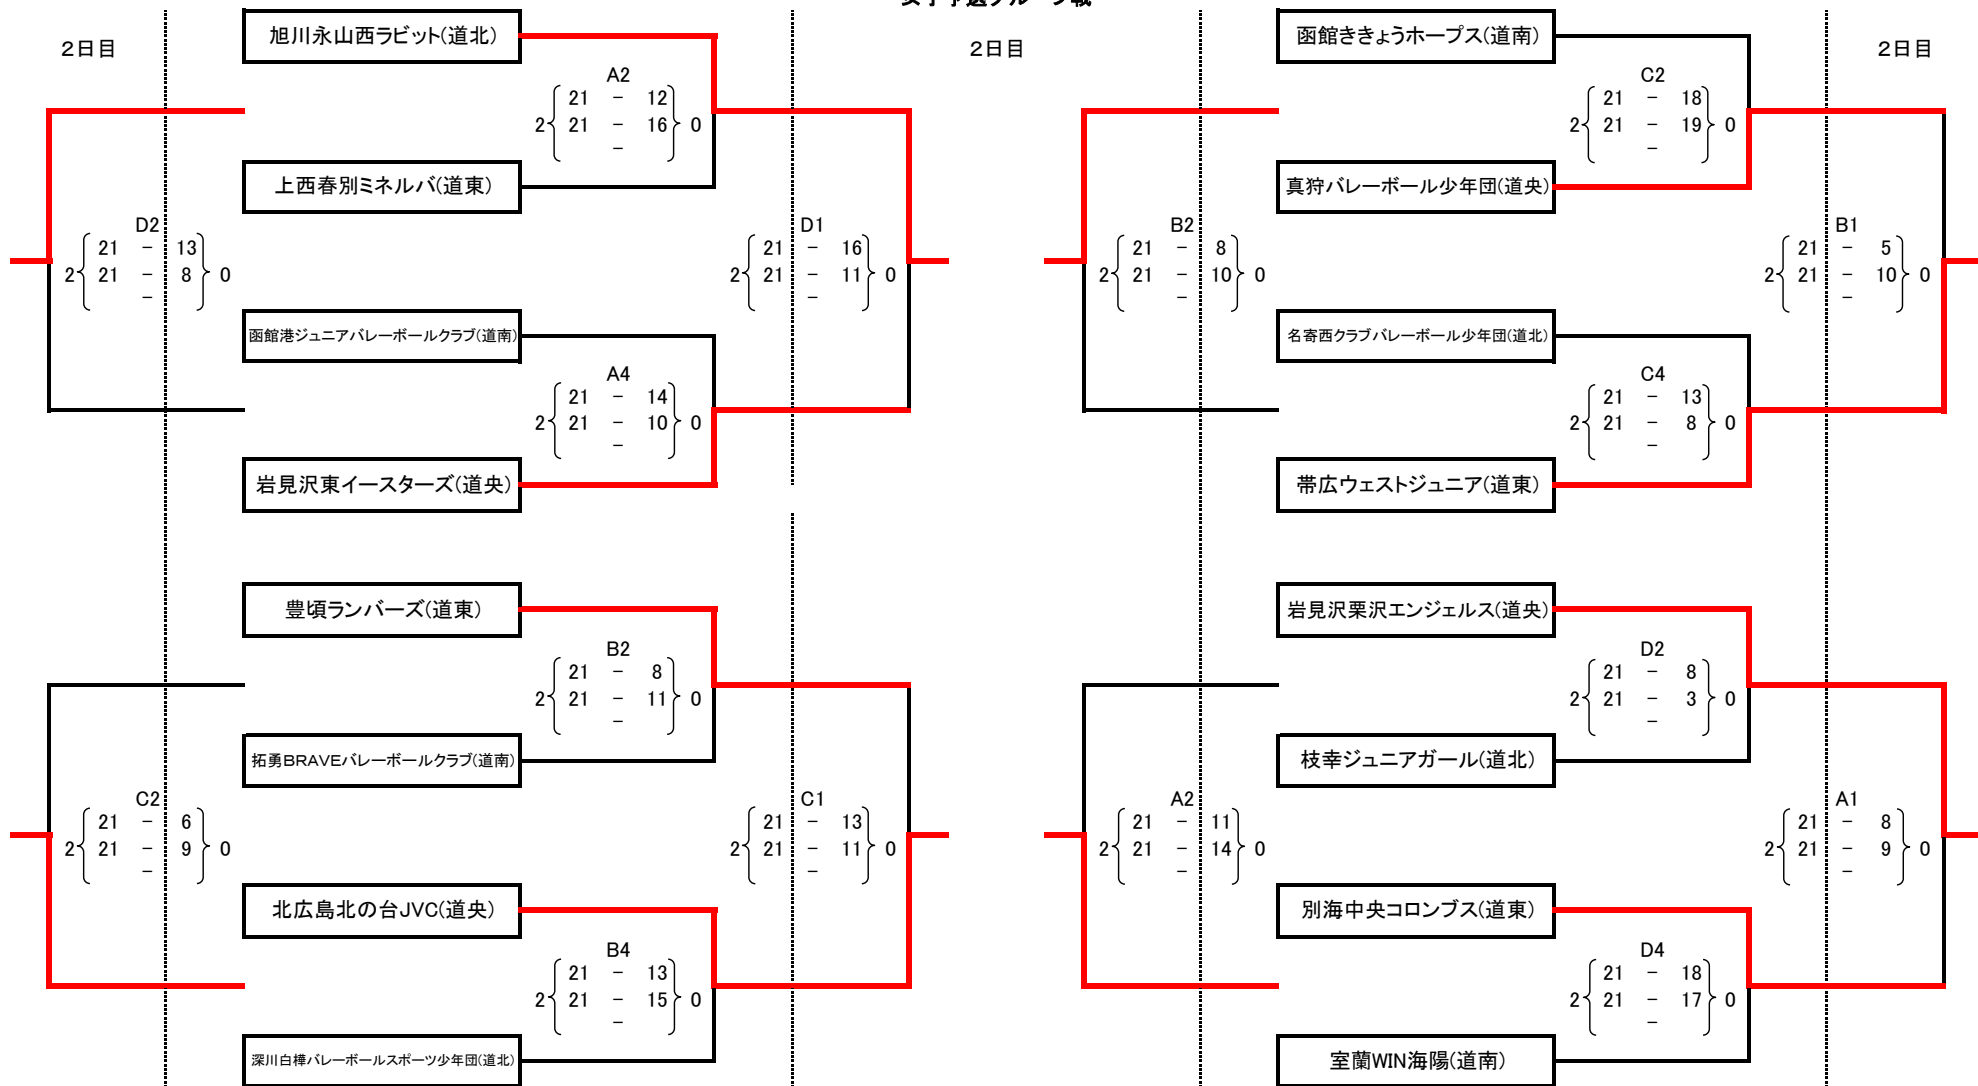 女子予選グループ戦
2日目
2日目
2日目
旭川永山西ラビット(道北)
A2
21 － 12
2 21 － 16 0
－
上西春別ミネルバ(道東)
D2
21 － 13
2 21 － 8 0
－
D1
21 － 16
2 21 － 11 0
－
函館港ジュニアバレーボールクラブ(道南)
A4
21 － 14
2 21 － 10 0
－
岩見沢東イースターズ(道央)
豊頃ランバーズ(道東)
B2
21 － 8
2 21 － 11 0
－
拓勇BRAVEバレーボールクラブ(道南)
C2
21 － 6
2 21 － 9 0
－
C1
21 － 13
2 21 － 11 0
－
北広島北の台JVC(道央)
B4
21 － 13
2 21 － 15 0
－
深川白樺バレーボールスポーツ少年団(道北)
函館ききょうホープス(道南)
C2
21 － 18
2 21 － 19 0
－
真狩バレーボール少年団(道央)
B2
21 － 8
2 21 － 10 0
－
B1
21 － 5
2 21 － 10 0
－
名寄西クラブバレーボール少年団(道北)
C4
21 － 13
2 21 － 8 0
－
帯広ウェストジュニア(道東)
岩見沢栗沢エンジェルス(道央)
D2
21 － 8
2 21 － 3 0
－
枝幸ジュニアガール(道北)
A2
21 － 11
2 21 － 14 0
－
A1
21 － 8
2 21 － 9 0
－
別海中央コロンブス(道東)
D4
21 － 18
2 21 － 17 0
－
室蘭WIN海陽(道南)